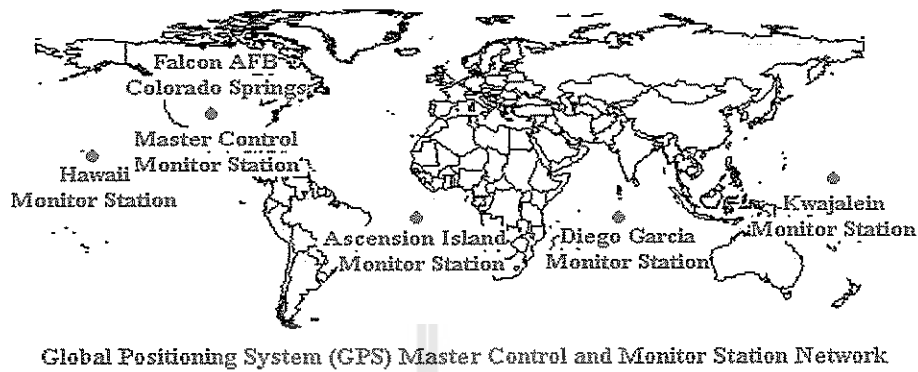 Falcon AFB
Colorado Springs
Master Control
Monitor Station
Hawaii
Monitor Station
Ascension Island
Monitor Station
Diego Garcia
Monitor Station
Kwajalein
Monitor Station
Global Positioning System (GPS) Master Control and Monitor Station Network